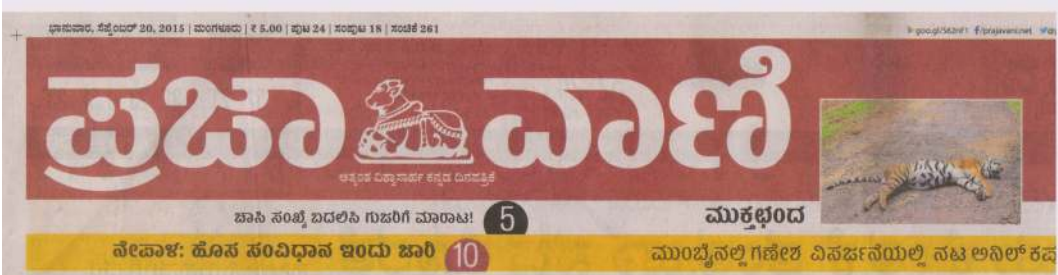 ಭಾನುವಾರ, ಸೆಪ್ಟೆಂಬರ್ 20, 2015 | ಮಂಗಳೂರು | ₹ 5.00 | ಪುಟ 24 | ಸಂಪುಟ 18 | ಸಂಚಿಕೆ 261
f/prajavani.net
ಪ್ರಜಾವಾಣಿ
ಅತ್ಯಂತ ವಿಶ್ವಾಸಾರ್ಹ ಕನ್ನಡ ದಿನಪತ್ರಿಕೆ
ಚಾಸಿ ಸಂಖ್ಯೆ ಬದಲಿಸಿ ಗುಜರಿಗೆ ಮಾರಾಟ! 5
ಮುಕ್ತಛಂದ
ನೇಪಾಳ: ಹೊಸ ಸಂವಿಧಾನ ಇಂದು ಜಾರಿ 10
ಮುಂಬೈನಲ್ಲಿ ಗಣೇಶ ವಿಸರ್ಜನೆಯಲ್ಲಿ ನಟ ಅನಿಲ್